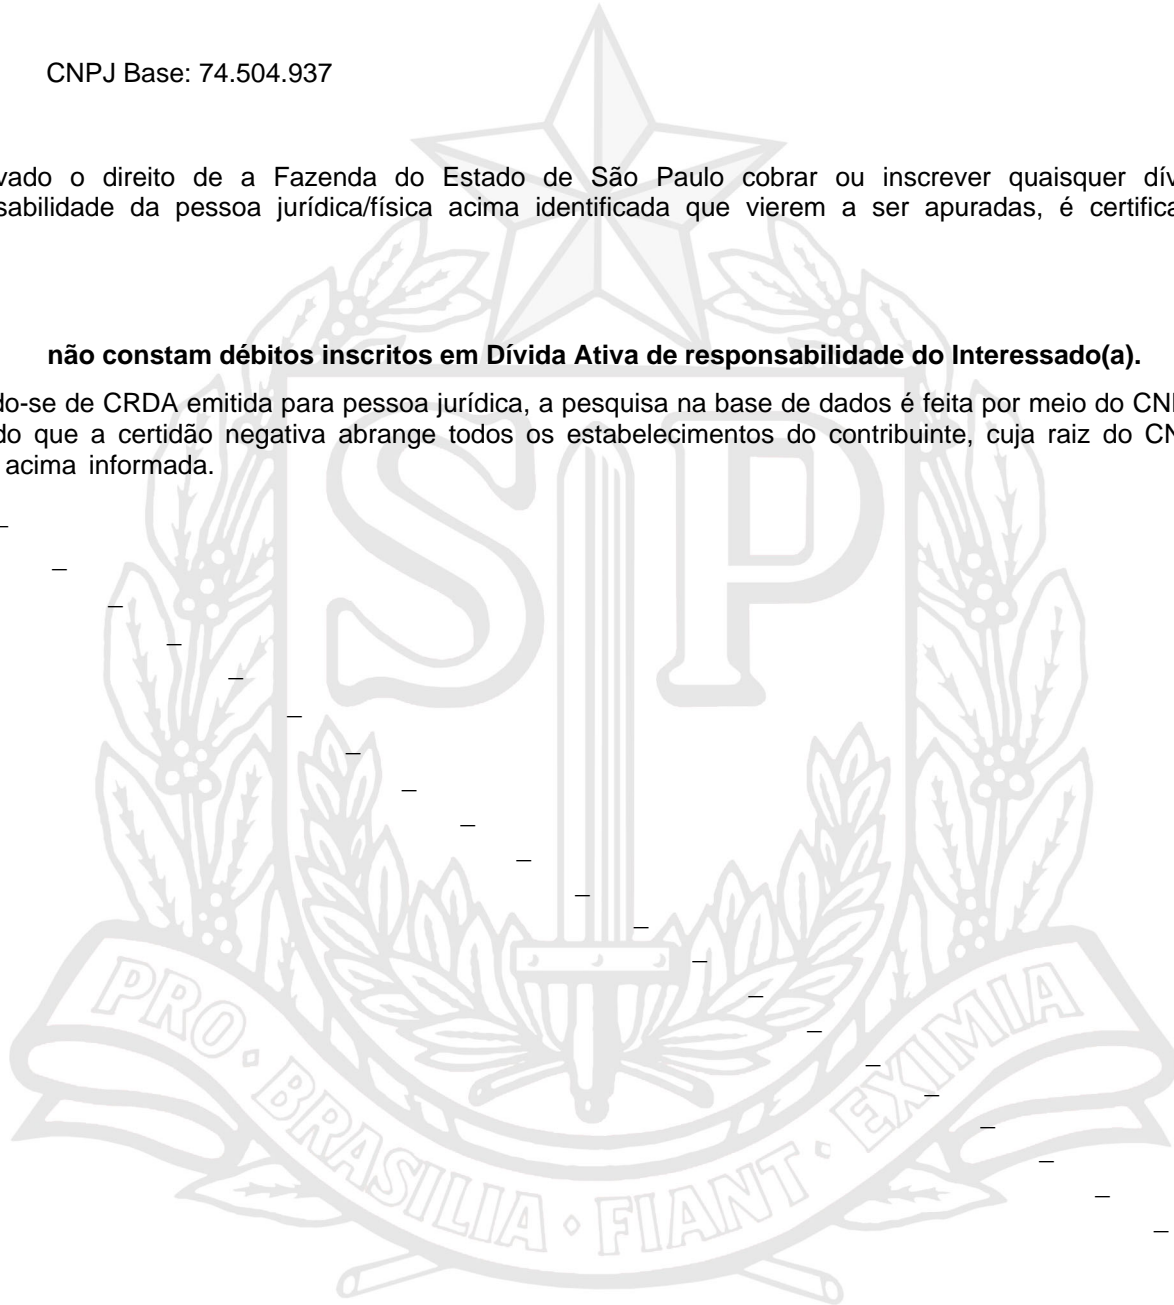 CNPJ Base: 74.504.937
vado o direito de a Fazenda do Estado de São Paulo cobrar ou inscrever quaisquer dív
sabilidade da pessoa jurídica/física acima identificada que vierem a ser apuradas, é certifica
não constam débitos inscritos em Dívida Ativa de responsabilidade do Interessado(a).
do-se de CRDA emitida para pessoa jurídica, a pesquisa na base de dados é feita por meio do CN
do que a certidão negativa abrange todos os estabelecimentos do contribuinte, cuja raiz do CN
acima informada.
SP
PRO · BRASILIA · FIANT · EXIMIA